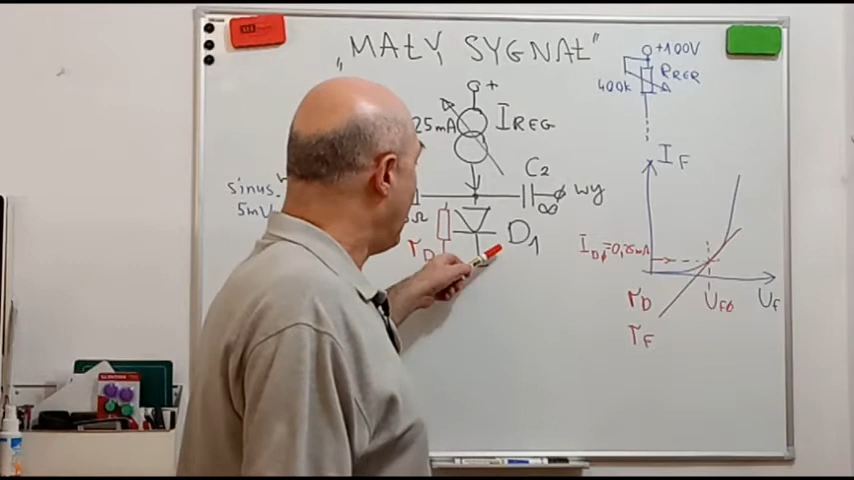 "MAŁY SYGNAŁ"
+
25mA
IREG
C2
∞
wy
sinus
5mV
Ω
rD
D1
+100V
400k
RREG
IF
ID0=0,25mA
rD
rF
UF0
UF